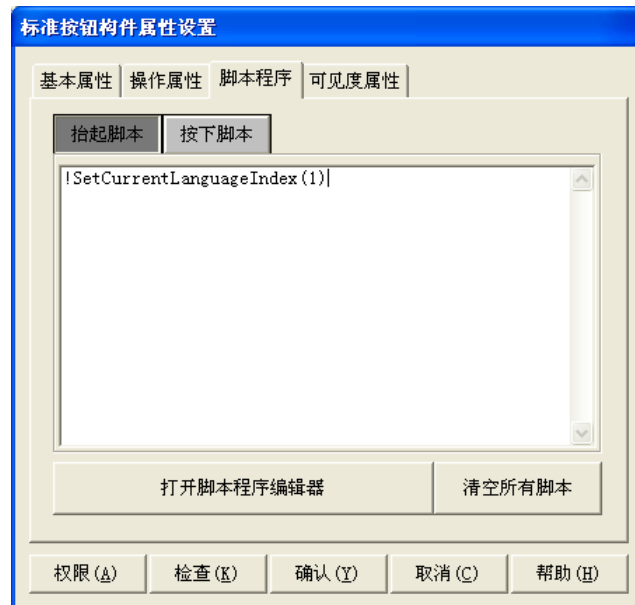 标准按钮构件属性设置
基本属性 操作属性 脚本程序 可见度属性
抬起脚本 按下脚本
!SetCurrentLanguageIndex(1)
打开脚本程序编辑器 清空所有脚本
权限(A) 检查(K) 确认(Y) 取消(C) 帮助(H)